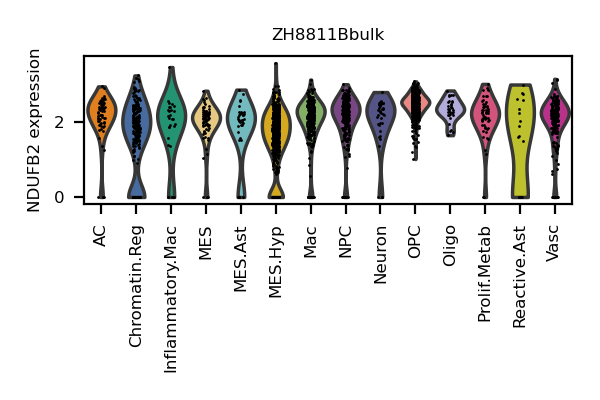 ZH8811Bbulk
NDUFB2 expression
2
0
AC
Chromatin.Reg
Inflammatory.Mac
MES
MES.Ast
MES.Hyp
Mac
NPC
Neuron
OPC
Oligo
Prolif.Metab
Reactive.Ast
Vasc